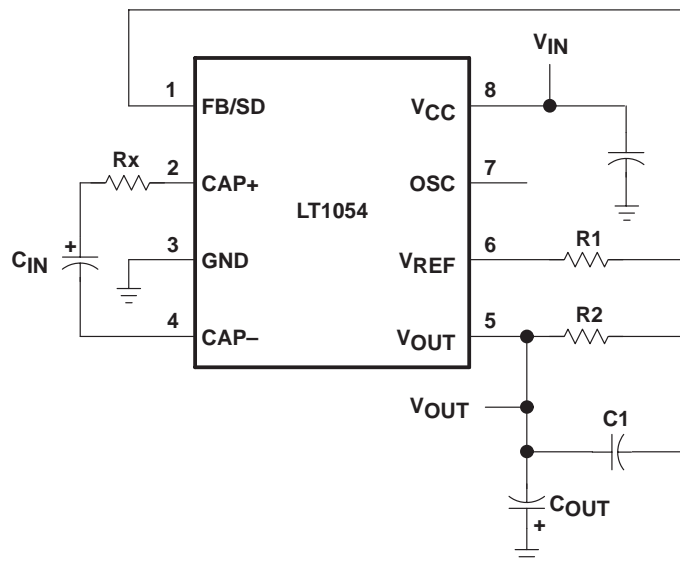 VIN
1
FB/SD
VCC
8
Rx
2
CAP+
OSC
7
LT1054
CIN
+
3
GND
VREF
6
R1
4
CAP–
VOUT
5
R2
VOUT
C1
COUT
+